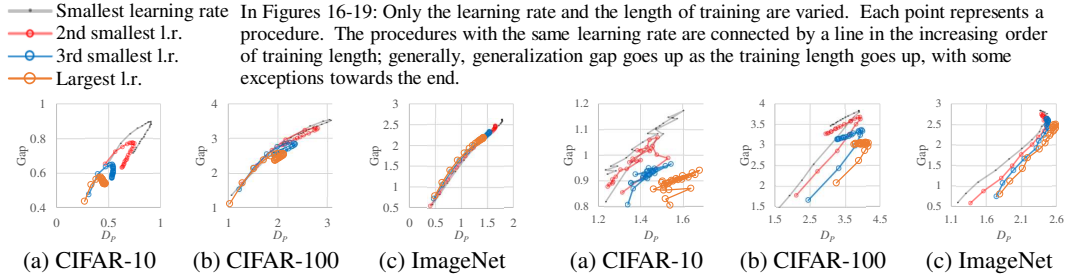 Smallest learning rate
2nd smallest l.r.
3rd smallest l.r.
Largest l.r.
In Figures 16-19: Only the learning rate and the length of training are varied. Each point represents a
procedure. The procedures with the same learning rate are connected by a line in the increasing order
of training length; generally, generalization gap goes up as the training length goes up, with some
exceptions towards the end.
Gap
1
0.8
0.6
0.4
0 0.5 1
D_P
(a) CIFAR-10
Gap
4
3
2
1
0 1 2 3
D_P
(b) CIFAR-100
Gap
3
2.5
2
1.5
1
0.5
0 0.5 1 1.5 2
D_P
(c) ImageNet
Gap
1.2
1.1
1
0.9
0.8
1.2 1.4 1.6
D_P
(a) CIFAR-10
Gap
4
3.5
3
2.5
2
1.5
1.5 2.5 3.5 4.5
D_P
(b) CIFAR-100
Gap
3
2.5
2
1.5
1
0.5
1.1 1.6 2.1 2.6
D_P
(c) ImageNet